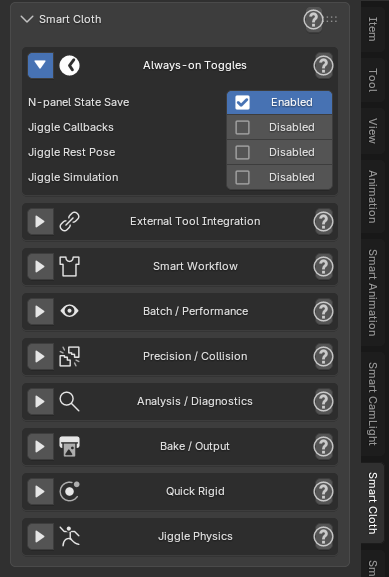 Smart Cloth
Always-on Toggles
N-panel State Save Enabled
Jiggle Callbacks Disabled
Jiggle Rest Pose Disabled
Jiggle Simulation Disabled
External Tool Integration
Smart Workflow
Batch / Performance
Precision / Collision
Analysis / Diagnostics
Bake / Output
Quick Rigid
Jiggle Physics
Item
Tool
View
Animation
Smart Animation
Smart CamLight
Smart Cloth
Sm